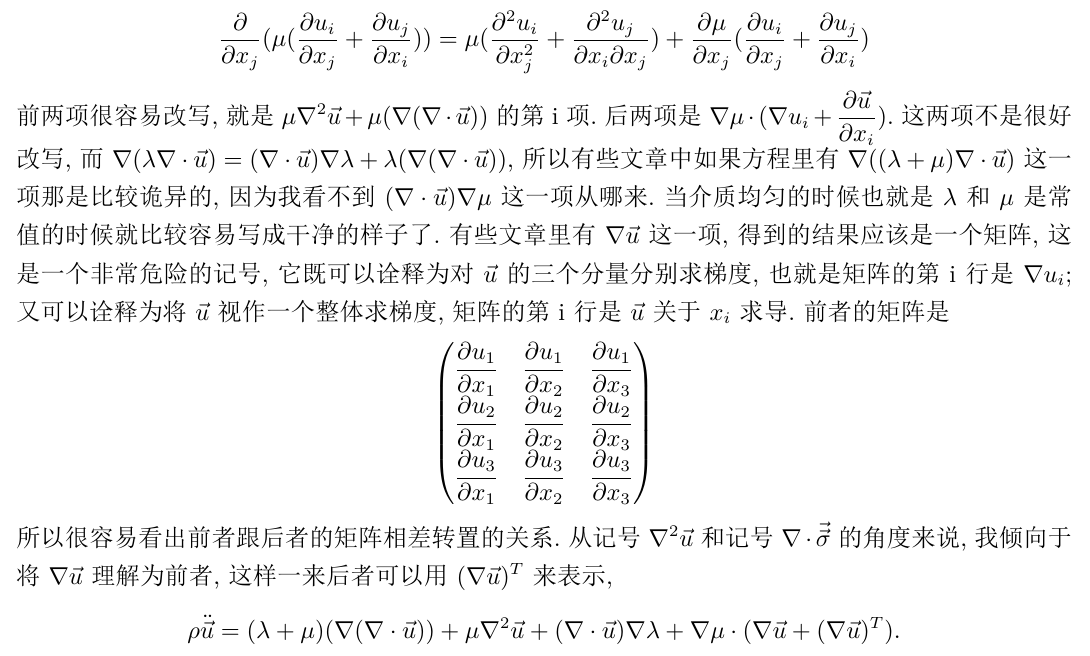 $$\frac{\partial}{\partial x_j}(\mu(\frac{\partial u_i}{\partial x_j}+\frac{\partial u_j}{\partial x_i}))=\mu(\frac{\partial^2 u_i}{\partial x_j^2}+\frac{\partial^2 u_j}{\partial x_i\partial x_j})+\frac{\partial \mu}{\partial x_j}(\frac{\partial u_i}{\partial x_j}+\frac{\partial u_j}{\partial x_i})$$
前两项很容易改写, 就是 $\mu\nabla^2\vec{u}+\mu(\nabla(\nabla\cdot\vec{u}))$ 的第 i 项. 后两项是 $\nabla\mu\cdot(\nabla u_i+\frac{\partial\vec{u}}{\partial x_i})$. 这两项不是很好
改写, 而 $\nabla(\lambda\nabla\cdot\vec{u})=(\nabla\cdot\vec{u})\nabla\lambda+\lambda(\nabla(\nabla\cdot\vec{u}))$, 所以有些文章中如果方程里有 $\nabla((\lambda+\mu)\nabla\cdot\vec{u})$ 这一
项那是比较诡异的, 因为我看不到 $(\nabla\cdot\vec{u})\nabla\mu$ 这一项从哪来. 当介质均匀的时候也就是 $\lambda$ 和 $\mu$ 是常
值的时候就比较容易写成干净的样子了. 有些文章里有 $\nabla\vec{u}$ 这一项, 得到的结果应该是一个矩阵, 这
是一个非常危险的记号, 它既可以诠释为对 $\vec{u}$ 的三个分量分别求梯度, 也就是矩阵的第 i 行是 $\nabla u_i$;
又可以诠释为将 $\vec{u}$ 视作一个整体求梯度, 矩阵的第 i 行是 $\vec{u}$ 关于 $x_i$ 求导. 前者的矩阵是
$$\begin{pmatrix}\frac{\partial u_1}{\partial x_1}&\frac{\partial u_1}{\partial x_2}&\frac{\partial u_1}{\partial x_3}\\\frac{\partial u_2}{\partial x_1}&\frac{\partial u_2}{\partial x_2}&\frac{\partial u_2}{\partial x_3}\\\frac{\partial u_3}{\partial x_1}&\frac{\partial u_3}{\partial x_2}&\frac{\partial u_3}{\partial x_3}\end{pmatrix}$$
所以很容易看出前者跟后者的矩阵相差转置的关系. 从记号 $\nabla^2\vec{u}$ 和记号 $\nabla\cdot\vec{\vec{\sigma}}$ 的角度来说, 我倾向于
将 $\nabla\vec{u}$ 理解为前者, 这样一来后者可以用 $(\nabla\vec{u})^T$ 来表示,
$$\rho\ddot{\vec{u}}=(\lambda+\mu)(\nabla(\nabla\cdot\vec{u}))+\mu\nabla^2\vec{u}+(\nabla\cdot\vec{u})\nabla\lambda+\nabla\mu\cdot(\nabla\vec{u}+(\nabla\vec{u})^T).$$